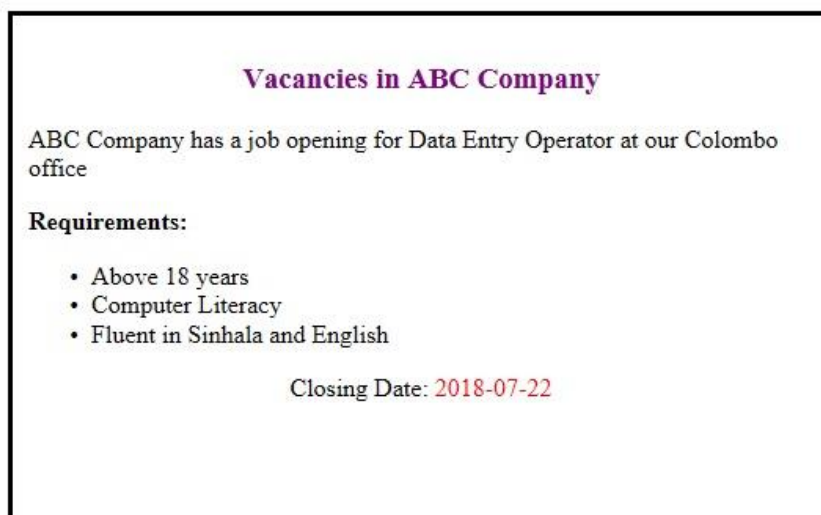 Vacancies in ABC Company
ABC Company has a job opening for Data Entry Operator at our Colombo
office
Requirements:
• Above 18 years
• Computer Literacy
• Fluent in Sinhala and English
Closing Date: 2018-07-22